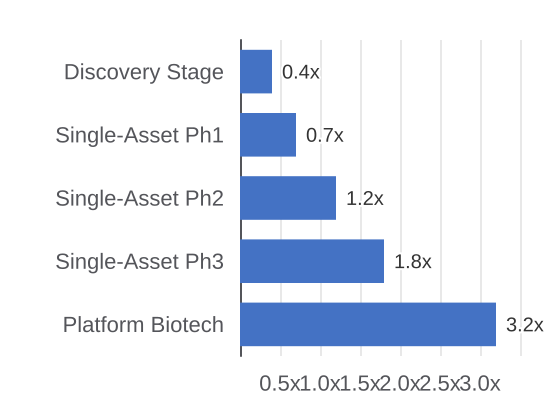 Discovery Stage 0.4x
Single-Asset Ph1 0.7x
Single-Asset Ph2 1.2x
Single-Asset Ph3 1.8x
Platform Biotech 3.2x
0.5x1.0x1.5x2.0x2.5x3.0x